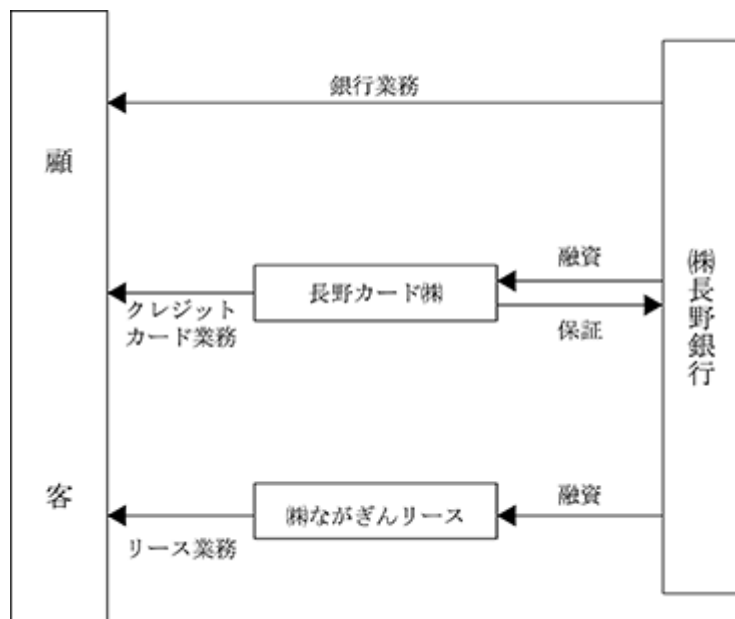 銀行業務
顧客
融資
長野カード㈱
クレジット
カード業務
保証
㈱長野銀行
融資
㈱ながぎんリース
リース業務